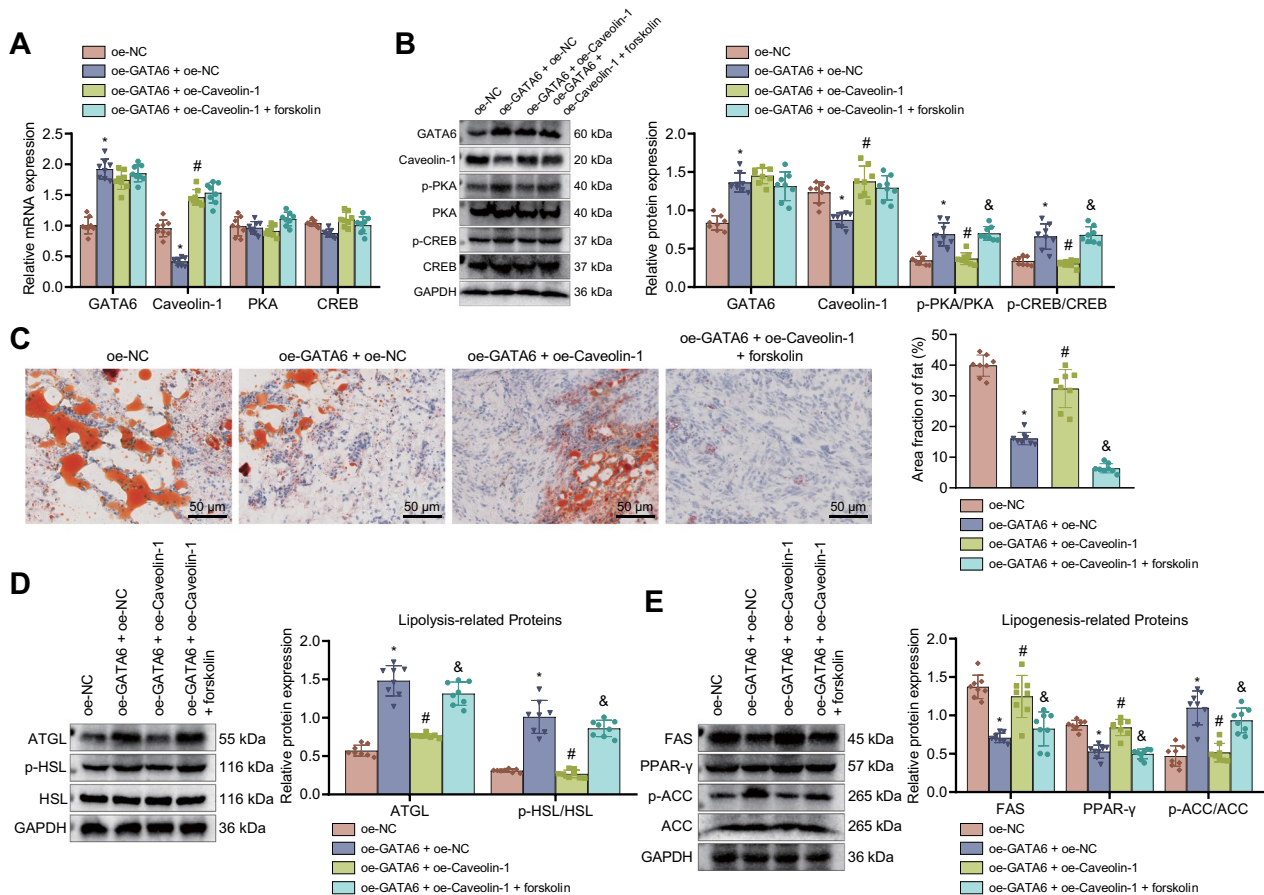 A
oe-NC
oe-GATA6 + oe-NC
oe-GATA6 + oe-Caveolin-1
oe-GATA6 + oe-Caveolin-1 + forskolin
Relative mRNA expression
2.5
2.0
1.5
1.0
0.5
0.0
*
*
#
GATA6
Caveolin-1
PKA
CREB
B
oe-NC
oe-GATA6 + oe-NC
oe-GATA6 + oe-Caveolin-1
oe-GATA6 +
oe-Caveolin-1 + forskolin
GATA6
60 kDa
Caveolin-1
20 kDa
p-PKA
40 kDa
PKA
40 kDa
p-CREB
37 kDa
CREB
37 kDa
GAPDH
36 kDa
oe-NC
oe-GATA6 + oe-NC
oe-GATA6 + oe-Caveolin-1
oe-GATA6 + oe-Caveolin-1 + forskolin
Relative protein expression
2.0
1.5
1.0
0.5
0.0
*
*
#
*
#
&
*
#
&
GATA6
Caveolin-1
p-PKA/PKA
p-CREB/CREB
C
oe-NC
oe-GATA6 + oe-NC
oe-GATA6 + oe-Caveolin-1
oe-GATA6 + oe-Caveolin-1
+ forskolin
50 μm
50 μm
50 μm
50 μm
Area fraction of fat (%)
50
40
30
20
10
0
*
#
&
oe-NC
oe-GATA6 + oe-NC
oe-GATA6 + oe-Caveolin-1
oe-GATA6 + oe-Caveolin-1 + forskolin
D
oe-NC
oe-GATA6 + oe-NC
oe-GATA6 + oe-Caveolin-1
oe-GATA6 + oe-Caveolin-1
+ forskolin
ATGL
55 kDa
p-HSL
116 kDa
HSL
116 kDa
GAPDH
36 kDa
Lipolysis-related Proteins
Relative protein expression
2.0
1.5
1.0
0.5
0.0
*
#
&
*
#
&
ATGL
p-HSL/HSL
oe-NC
oe-GATA6 + oe-NC
oe-GATA6 + oe-Caveolin-1
oe-GATA6 + oe-Caveolin-1 + forskolin
E
oe-NC
oe-GATA6 + oe-NC
oe-GATA6 + oe-Caveolin-1
oe-GATA6 + oe-Caveolin-1
+ forskolin
FAS
45 kDa
PPAR-γ
57 kDa
p-ACC
265 kDa
ACC
265 kDa
GAPDH
36 kDa
Lipogenesis-related Proteins
Relative protein expression
2.0
1.5
1.0
0.5
0.0
*
#
&
*
#
&
*
#
&
FAS
PPAR-γ
p-ACC/ACC
oe-NC
oe-GATA6 + oe-NC
oe-GATA6 + oe-Caveolin-1
oe-GATA6 + oe-Caveolin-1 + forskolin